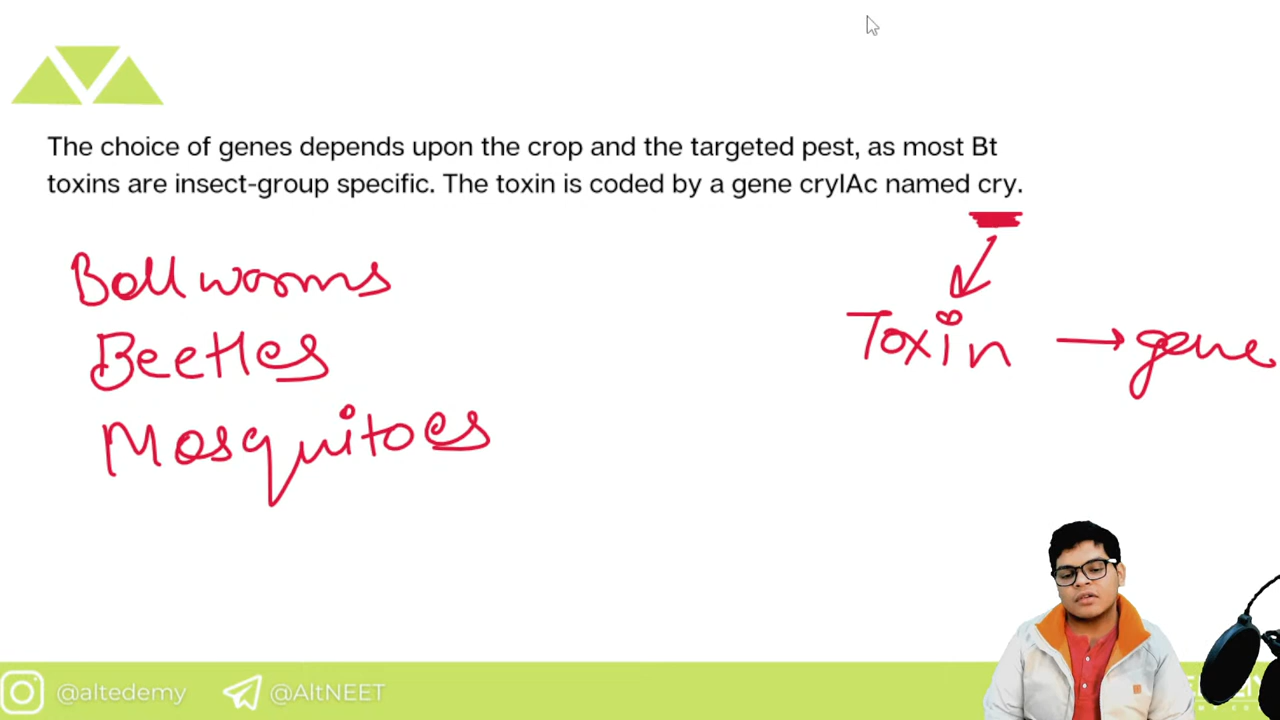 The choice of genes depends upon the crop and the targeted pest, as most Bt
toxins are insect-group specific. The toxin is coded by a gene cryIAc named cry.
Bollworms
Beetles
Mosquitoes
Toxin → gene
@altedemy @AltNEET